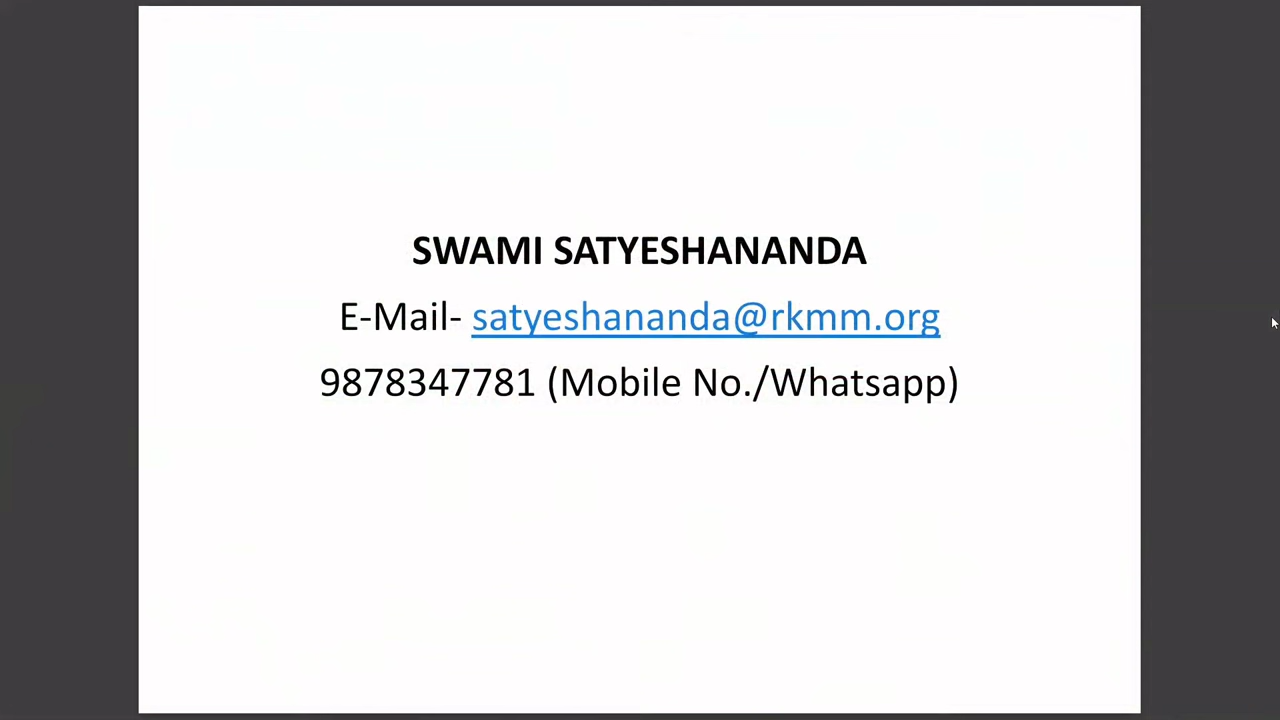 SWAMI SATYESHANANDA
E-Mail- satyeshananda@rkmm.org
9878347781 (Mobile No./Whatsapp)